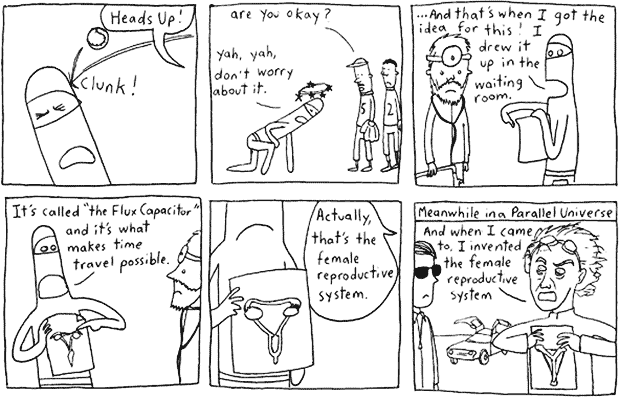 Heads Up!
Clunk!
are you okay?
yah, yah,
don't worry
about it.
5
2
...And that's when I got the
idea for this! I
drew it
up in the
waiting
room.
It's called "the Flux Capacitor"
and it's what
makes time
travel possible.
Actually,
that's the
female
reproductive
system.
Meanwhile in a Parallel Universe
And when I came
to, I invented
the female
reproductive
system